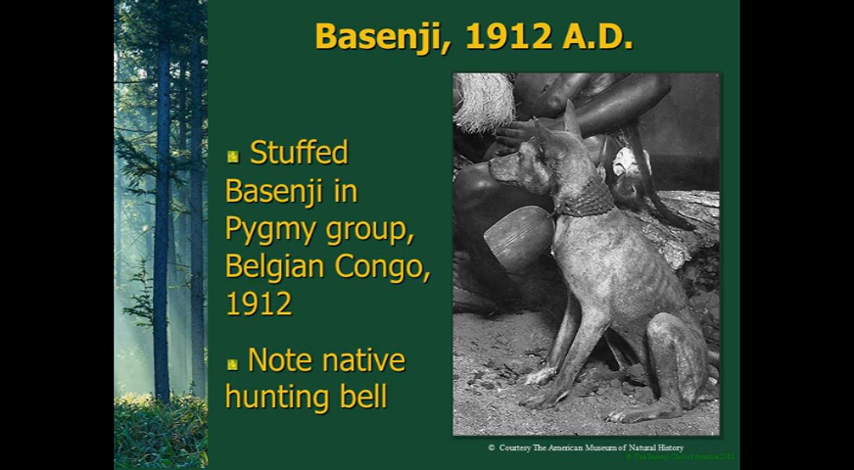 Basenji, 1912 A.D.
Stuffed
Basenji in
Pygmy group,
Belgian Congo,
1912
Note native
hunting bell
© Courtesy The American Museum of Natural History